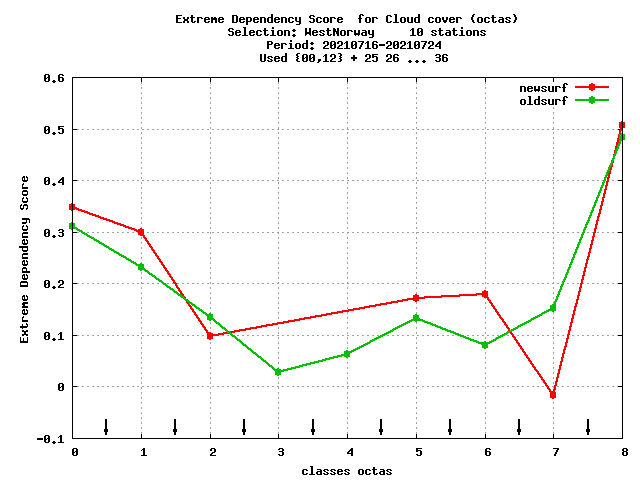 Extreme Dependency Score  for Cloud cover (octas)
Selection: WestNorway     10 stations
Period: 20210716-20210724
Used {00,12} + 25 26 ... 36
newsurf
oldsurf
Extreme Dependency Score
0.6
0.5
0.4
0.3
0.2
0.1
0
-0.1
0 1 2 3 4 5 6 7 8
classes octas